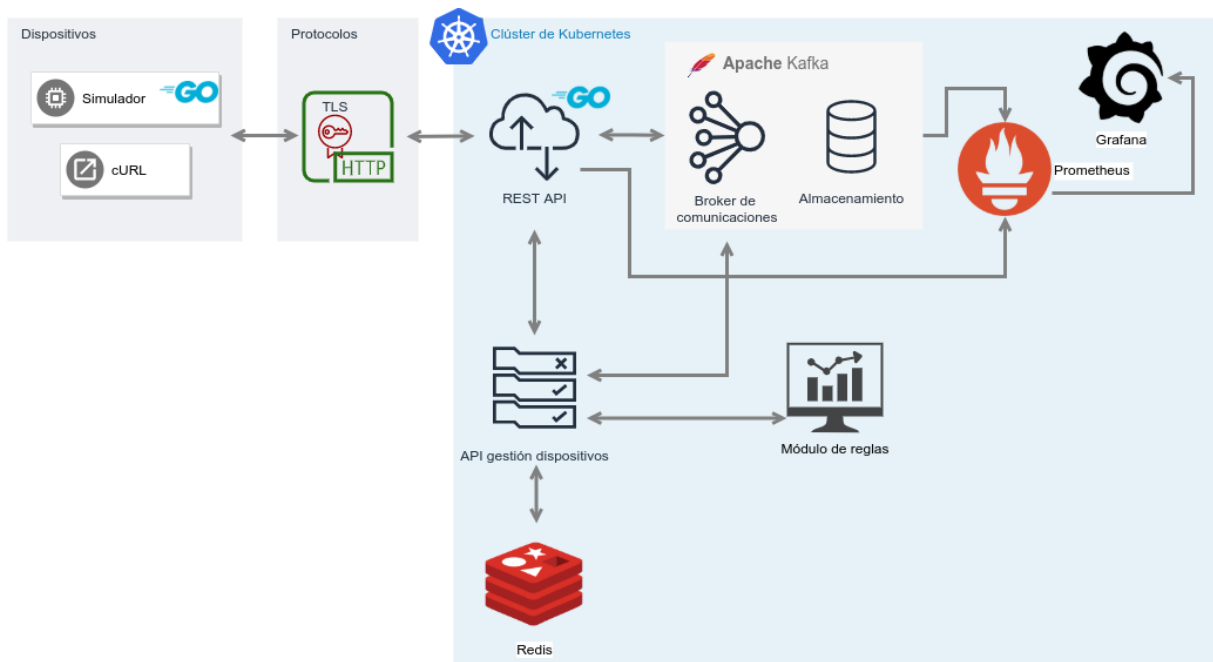 Dispositivos
Simulador
GO
cURL
Protocolos
TLS
HTTP
Clúster de Kubernetes
GO
REST API
Apache Kafka
Broker de
comunicaciones
Almacenamiento
Grafana
Prometheus
API gestión dispositivos
Módulo de reglas
Redis